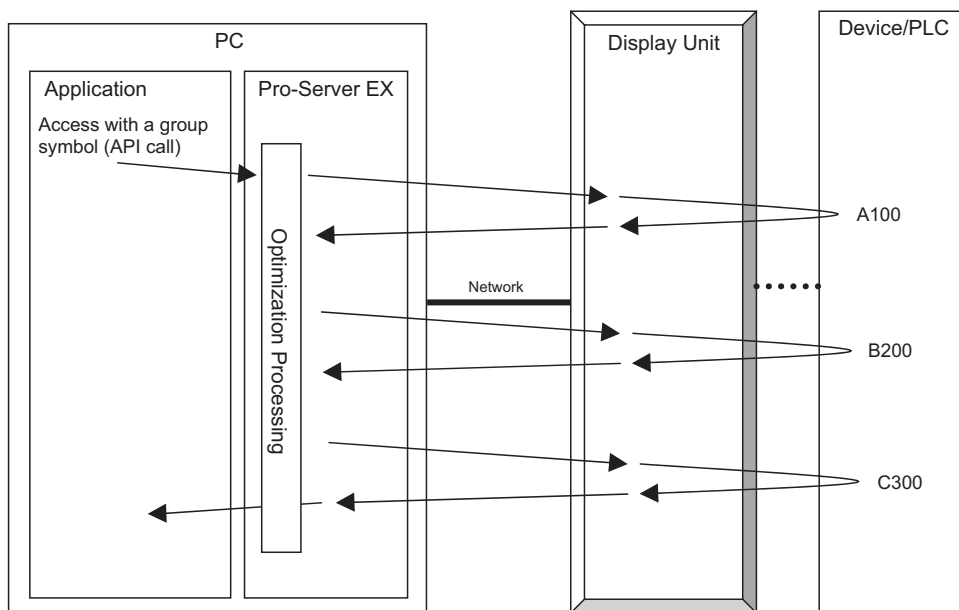 PC
Display Unit
Device/PLC
Application
Pro-Server EX
Access with a group
symbol (API call)
Optimization Processing
Network
A100
B200
C300